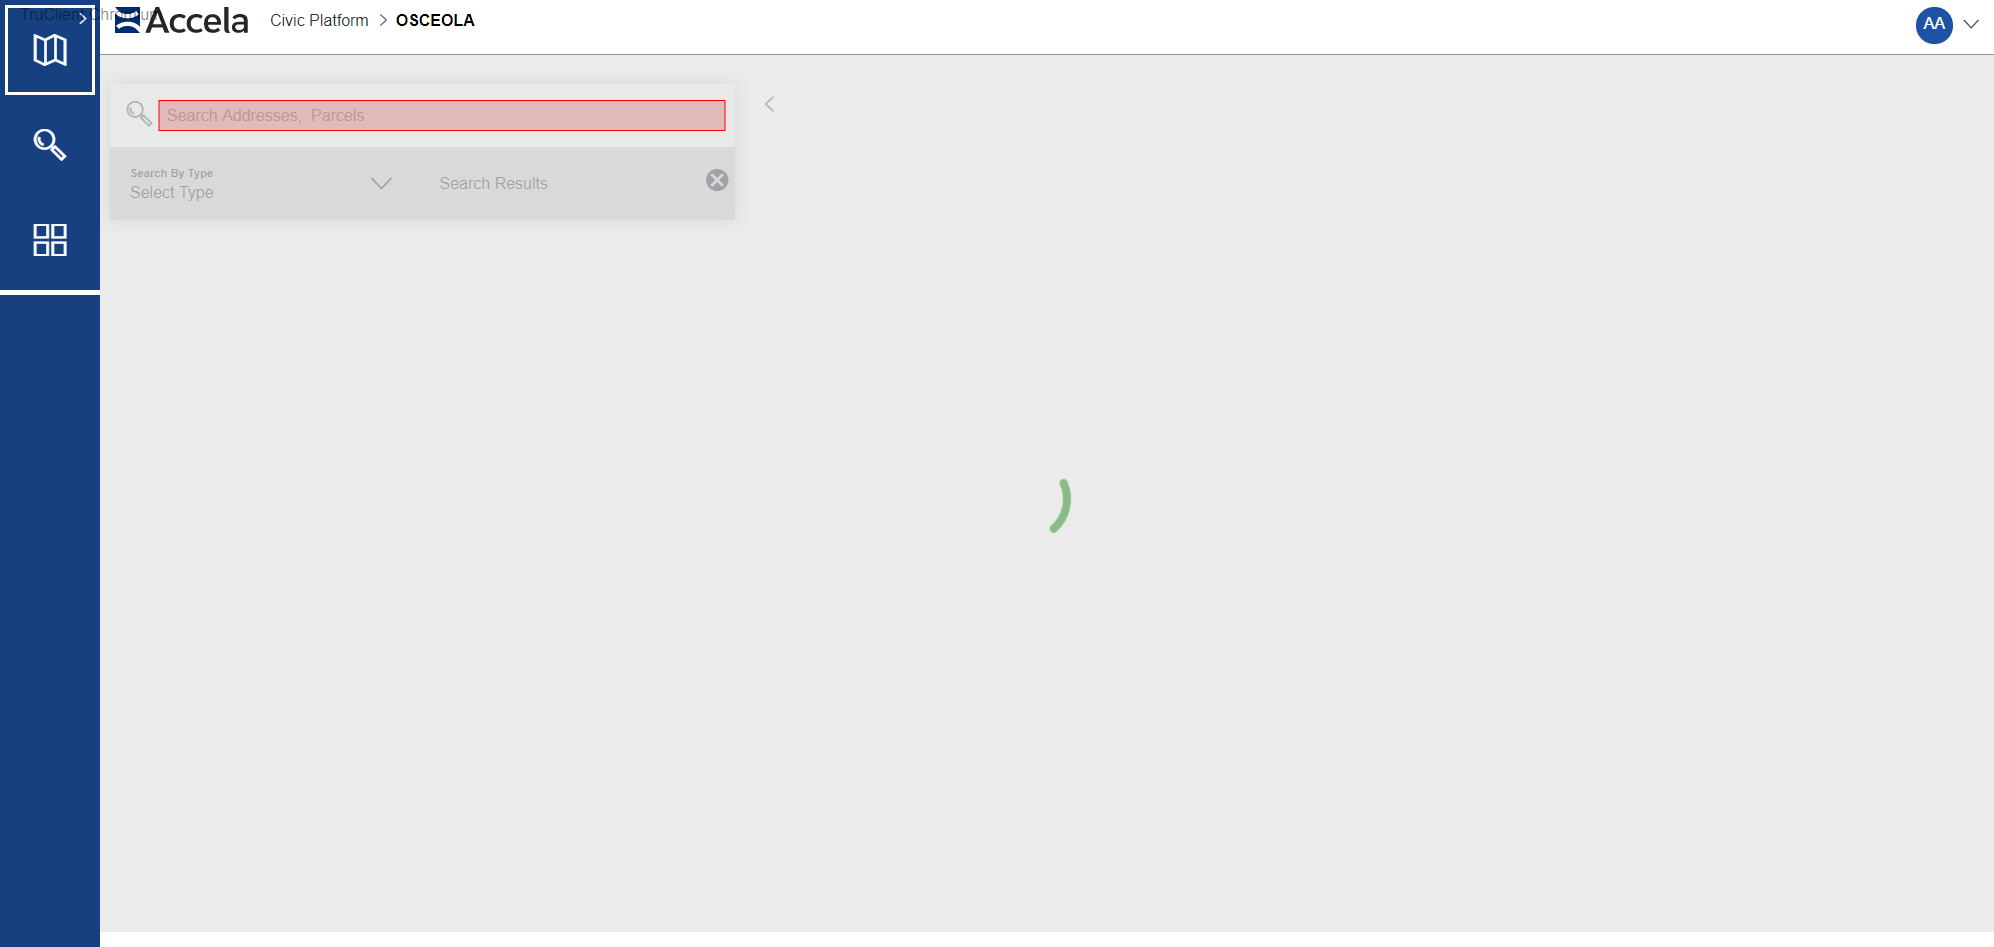 TruClient Chromium
Accela
Civic Platform > OSCEOLA
AA
Search Addresses, Parcels
Search By Type
Select Type
Search Results